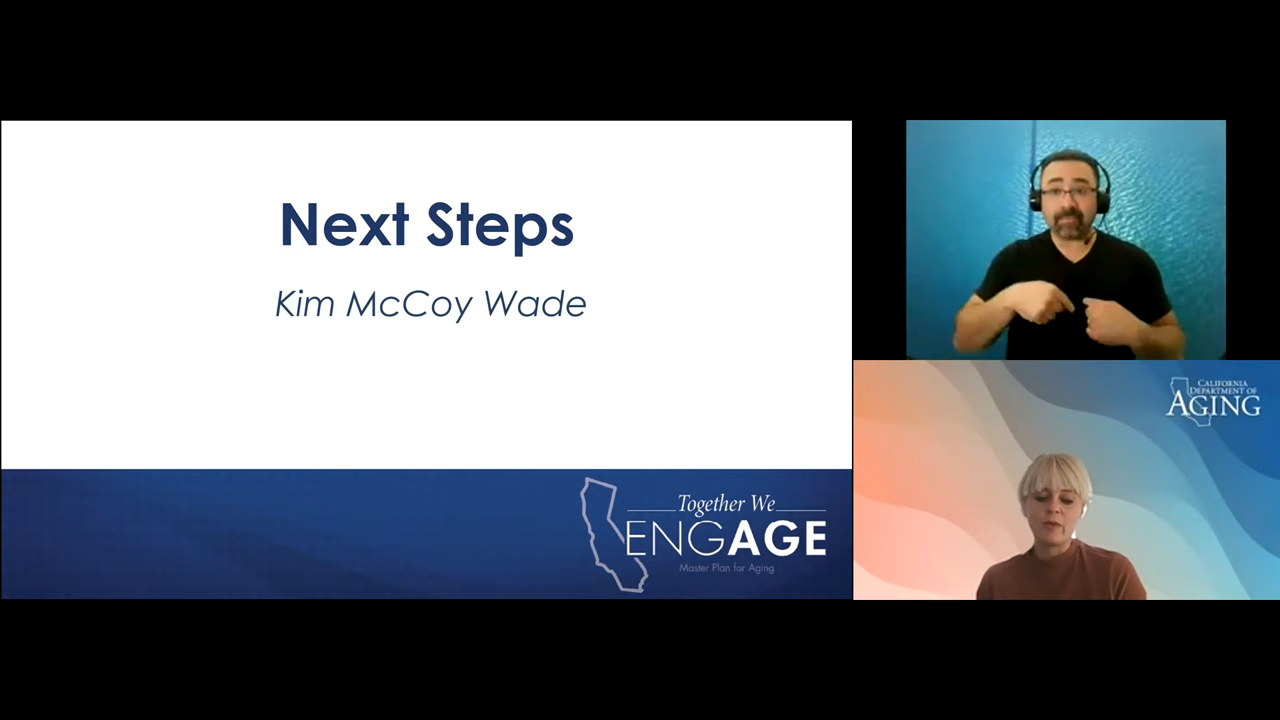 Next Steps
Kim McCoy Wade
Together We
ENGAGE
Master Plan for Aging
CALIFORNIA
DEPARTMENT OF
AGING